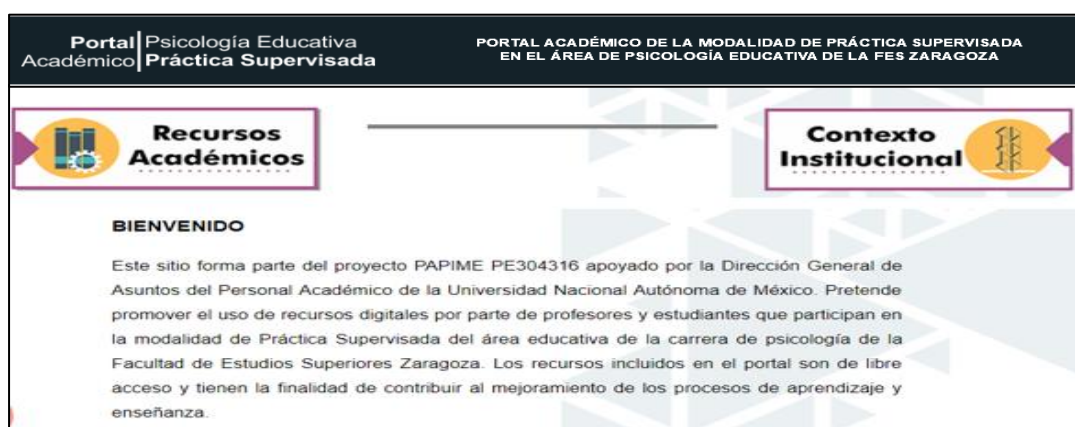 Portal Psicología Educativa
Académico Práctica Supervisada
PORTAL ACADÉMICO DE LA MODALIDAD DE PRÁCTICA SUPERVISADA
EN EL ÁREA DE PSICOLOGÍA EDUCATIVA DE LA FES ZARAGOZA
Recursos
Académicos
Contexto
Institucional
BIENVENIDO
Este sitio forma parte del proyecto PAPIME PE304316 apoyado por la Dirección General de
Asuntos del Personal Académico de la Universidad Nacional Autónoma de México. Pretende
promover el uso de recursos digitales por parte de profesores y estudiantes que participan en
la modalidad de Práctica Supervisada del área educativa de la carrera de psicología de la
Facultad de Estudios Superiores Zaragoza. Los recursos incluidos en el portal son de libre
acceso y tienen la finalidad de contribuir al mejoramiento de los procesos de aprendizaje y
enseñanza.